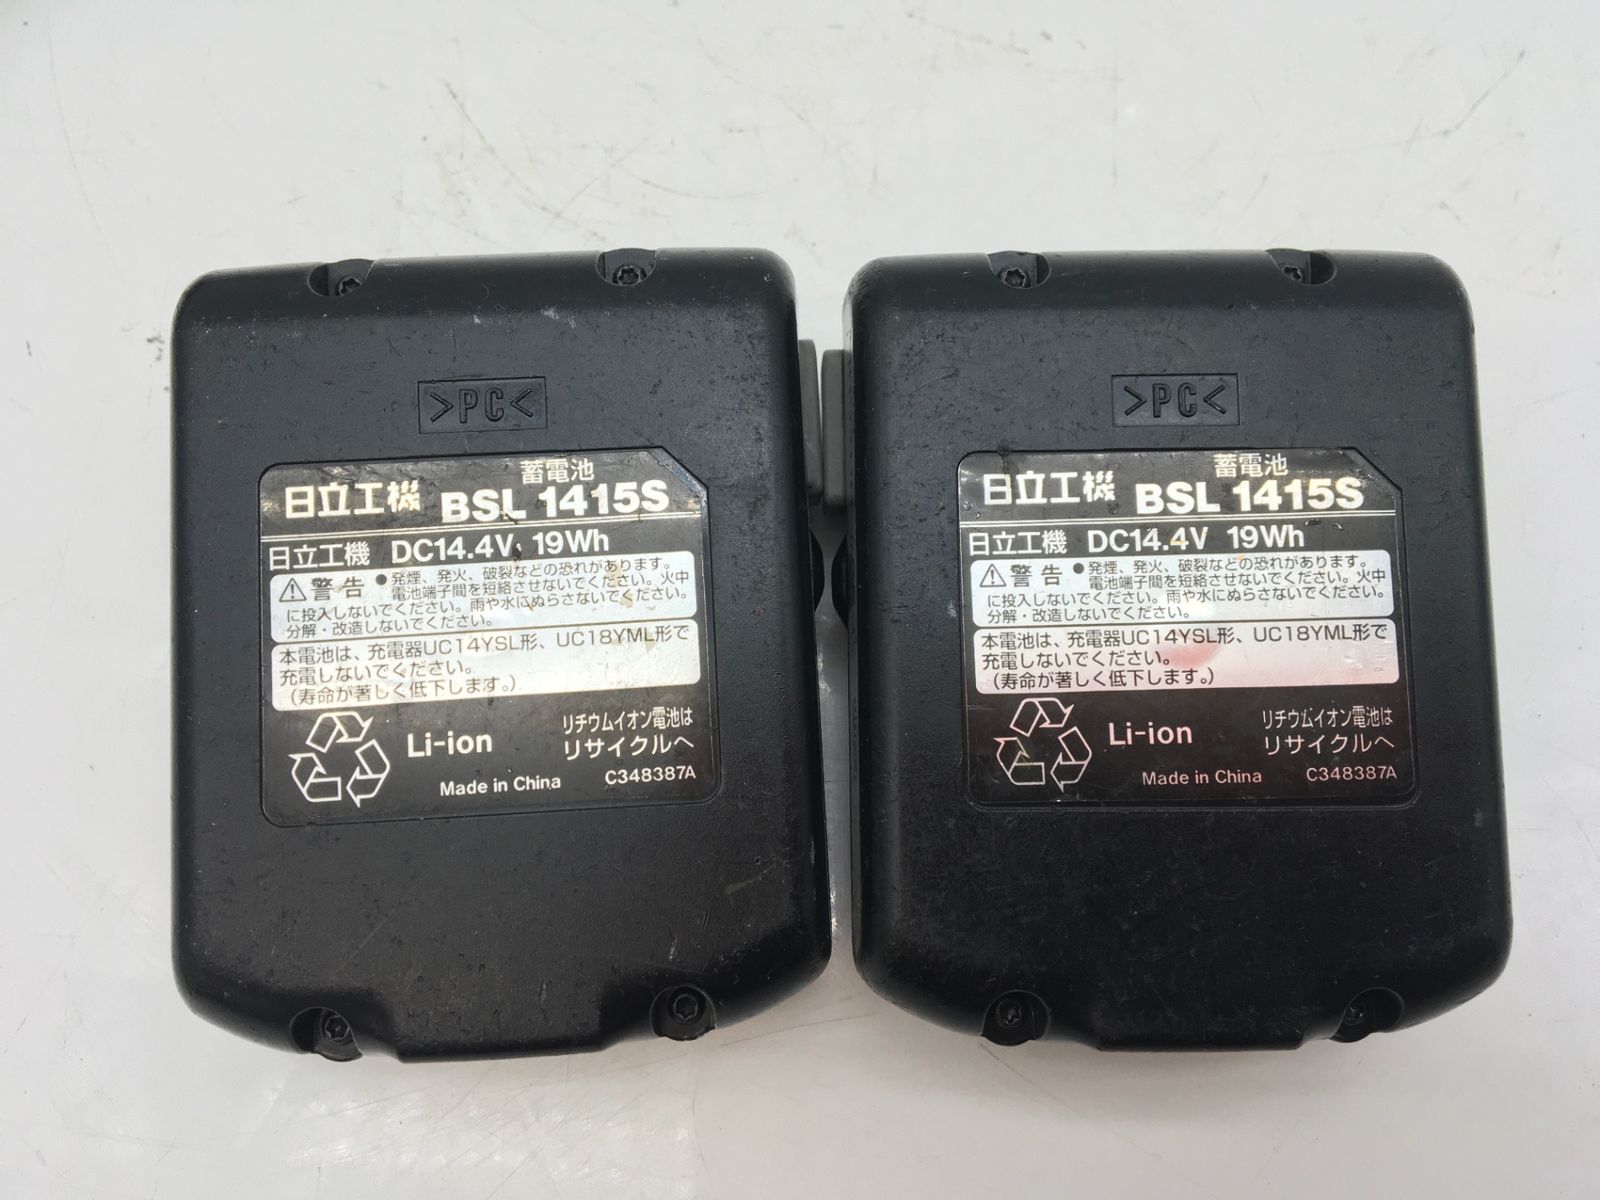 >PC<
蓄電池
日立工機 BSL 1415S
日立工機 DC14.4V 19Wh
警告 ●発煙、発火、破裂などの恐れがあります。
電池端子間を短絡させないでください。火中
に投入しないでください。雨や水にぬらさないでください。
分解・改造しないでください。
本電池は、充電器UC14YSL形、UC18YML形で
充電しないでください。
(寿命が著しく低下します。)
Li-ion
リチウムイオン電池は
リサイクルへ
Made in China C348387A
>PC<
蓄電池
日立工機 BSL 1415S
日立工機 DC14.4V 19Wh
警告 ●発煙、発火、破裂などの恐れがあります。
電池端子間を短絡させないでください。火中
に投入しないでください。雨や水にぬらさないでください。
分解・改造しないでください。
本電池は、充電器UC14YSL形、UC18YML形で
充電しないでください。
(寿命が著しく低下します。)
Li-ion
リチウムイオン電池は
リサイクルへ
Made in China C348387A